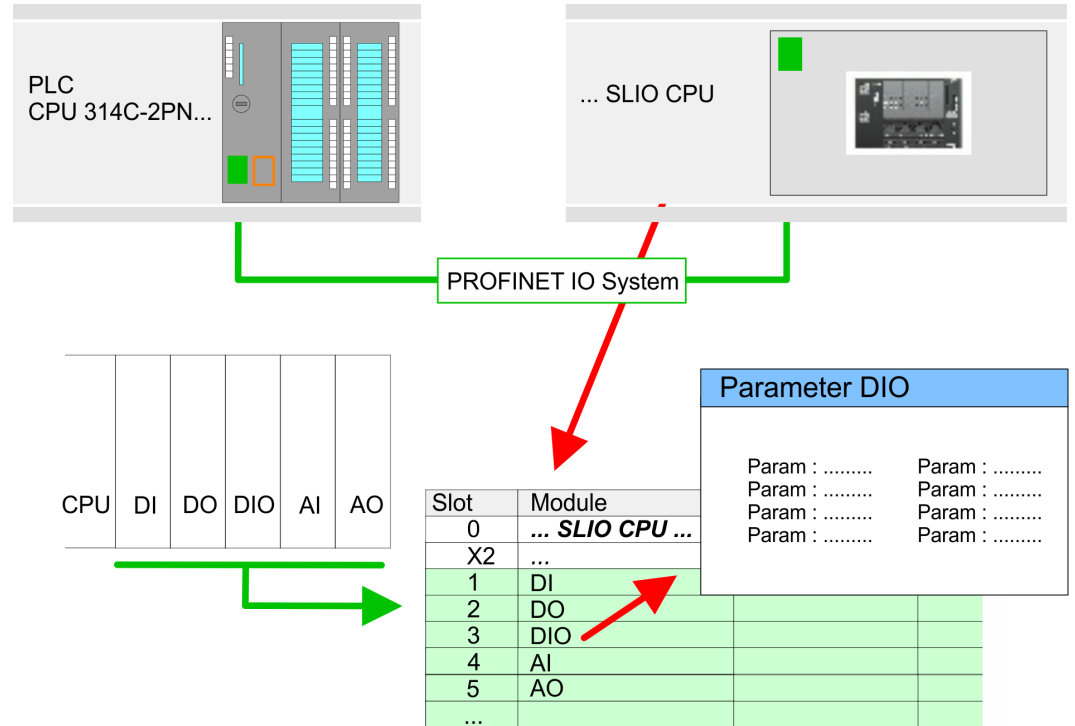 PLC
CPU 314C-2PN...
... SLIO CPU
PROFINET IO System
CPU DI DO DIO AI AO
Parameter DIO
Param : ......... Param : .........
Param : ......... Param : .........
Param : ......... Param : .........
Param : ......... Param : .........
Slot Module
0 ... SLIO CPU ...
X2 ...
1 DI
2 DO
3 DIO
4 AI
5 AO
...